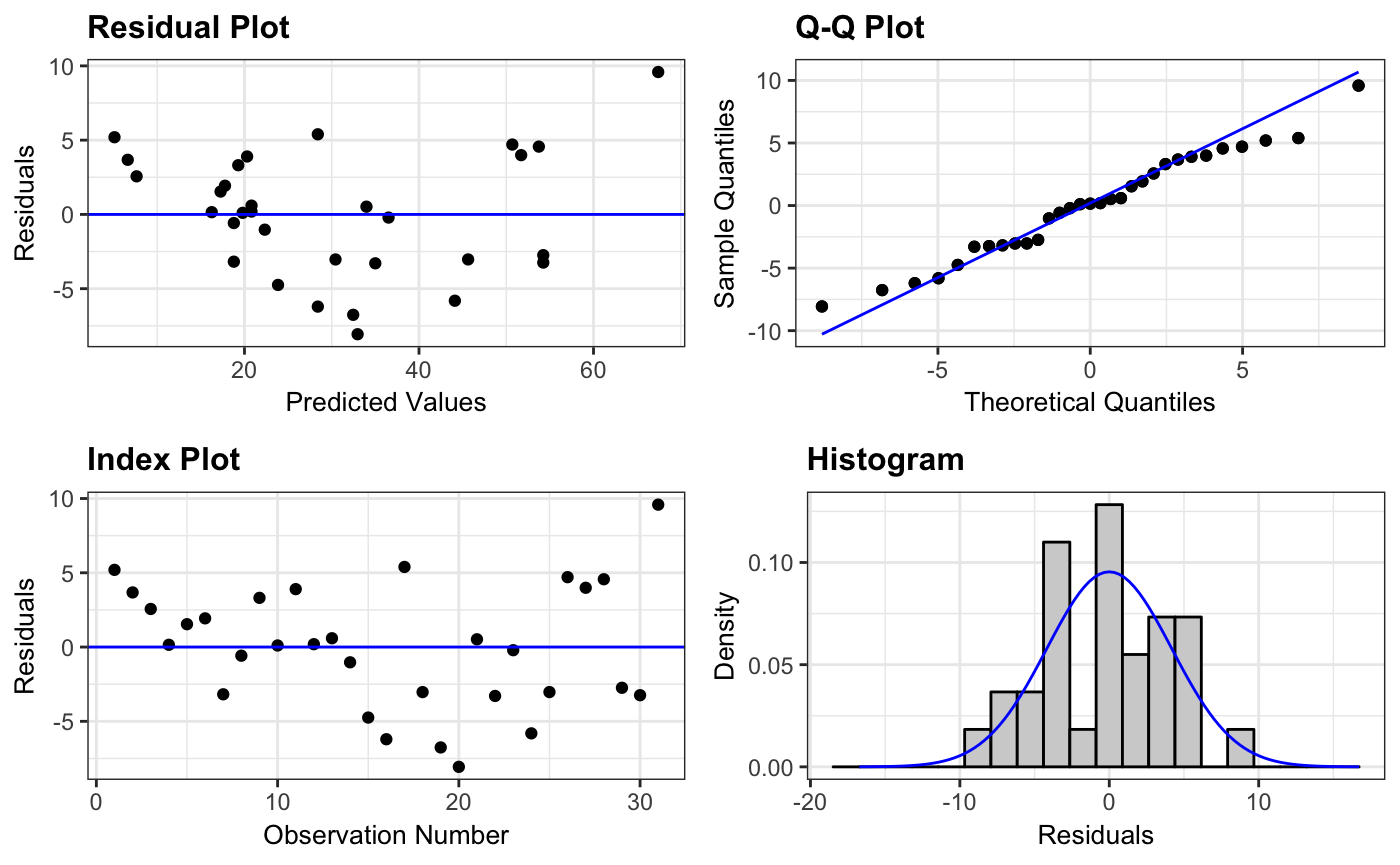 Residual Plot
10
5
0
-5
Residuals
20 40 60
Predicted Values
Q-Q Plot
10
5
0
-5
-10
Sample Quantiles
-5 0 5
Theoretical Quantiles
Index Plot
10
5
0
-5
Residuals
0 10 20 30
Observation Number
Histogram
0.10
0.05
0.00
Density
-20 -10 0 10
Residuals